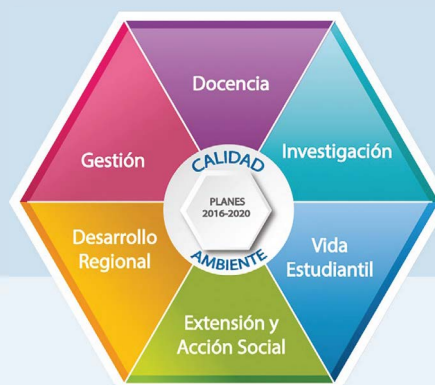 Docencia
Gestión
Investigación
CALIDAD
PLANES
2016-2020
AMBIENTE
Desarrollo
Regional
Vida
Estudiantil
Extensión y
Acción Social